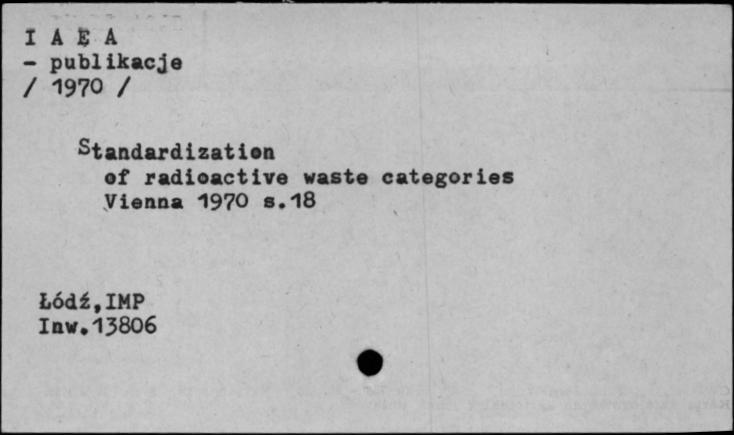 I A E A
- publikacje
/ 1970 /
Standardization
of radioactive waste categories
Vienna 1970 s.18
Łódź,IMP
Inw.13806